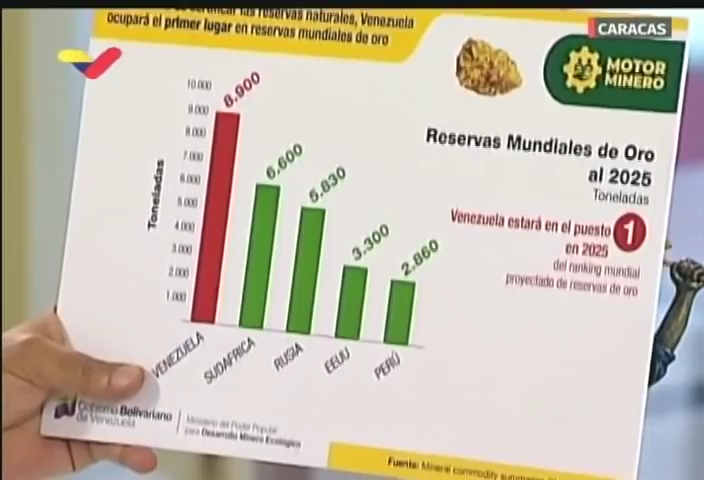 las reservas naturales, Venezuela
ocupará el primer lugar en reservas mundiales de oro
CARACAS
MOTOR
MINERO
Reservas Mundiales de Oro
al 2025
Toneladas
Venezuela estará en el puesto 1
en 2025
del ranking mundial
proyectado de reservas de oro
Toneladas
10.000
9.000
8.000
7.000
6.000
5.000
4.000
3.000
2.000
1.000
8.900
6.600
5.830
3.300
2.860
VENEZUELA
SUDAFRICA
RUSIA
EEUU
PERÚ
Gobierno Bolivariano
de Venezuela
Ministerio del Poder Popular
para Desarrollo Minero Ecológico
Fuente: Mineral commodity